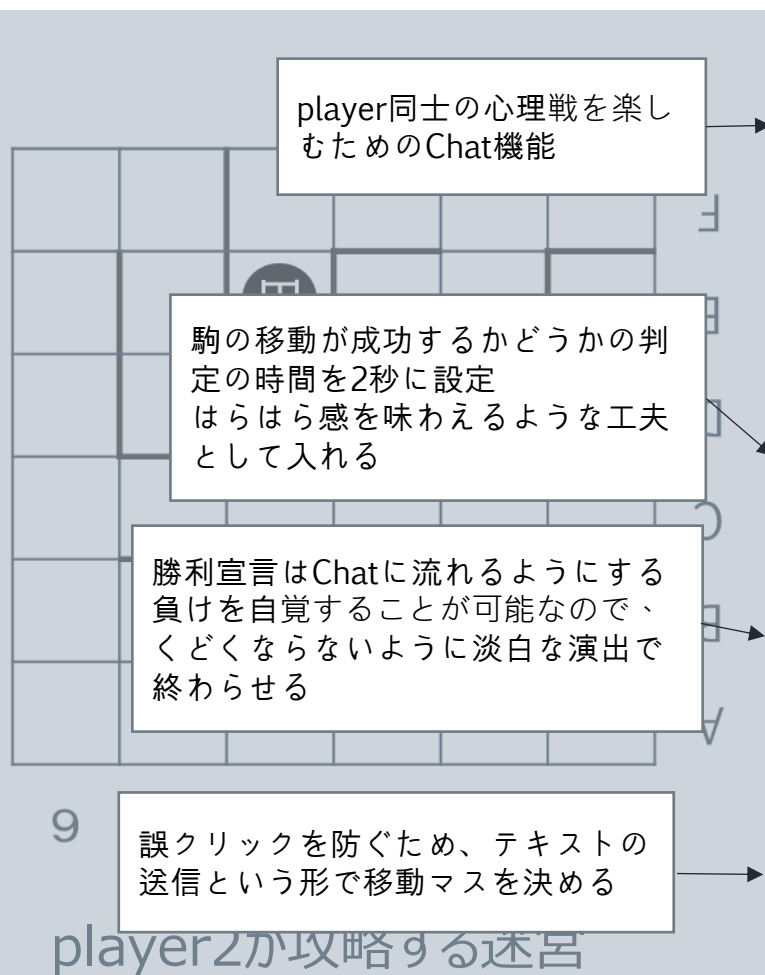 player同士の心理戦を楽し
むためのChat機能
F
E
駒の移動が成功するかどうかの判
定の時間を2秒に設定
はらはら感を味わえるような工夫
として入れる
D
C
勝利宣言はChatに流れるようにする
負けを自覚することが可能なので、
くどくならないように淡白な演出で
終わらせる
B
A
9
誤クリックを防ぐため、テキストの
送信という形で移動マスを決める
player2が攻略する迷宮